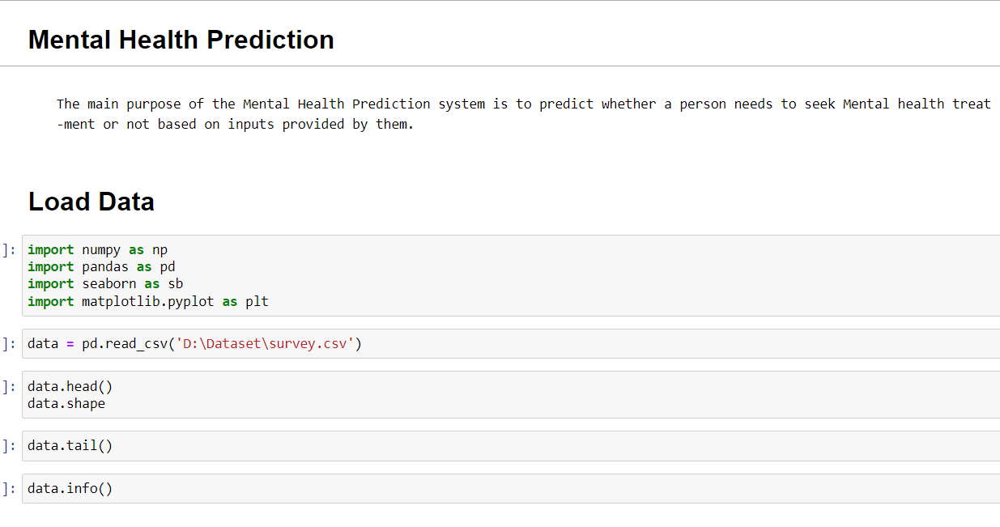 Mental Health Prediction
The main purpose of the Mental Health Prediction system is to predict whether a person needs to seek Mental health treat
-ment or not based on inputs provided by them.
Load Data
]: import numpy as np
import pandas as pd
import seaborn as sb
import matplotlib.pyplot as plt
]: data = pd.read_csv('D:\Dataset\survey.csv')
]: data.head()
data.shape
]: data.tail()
]: data.info()